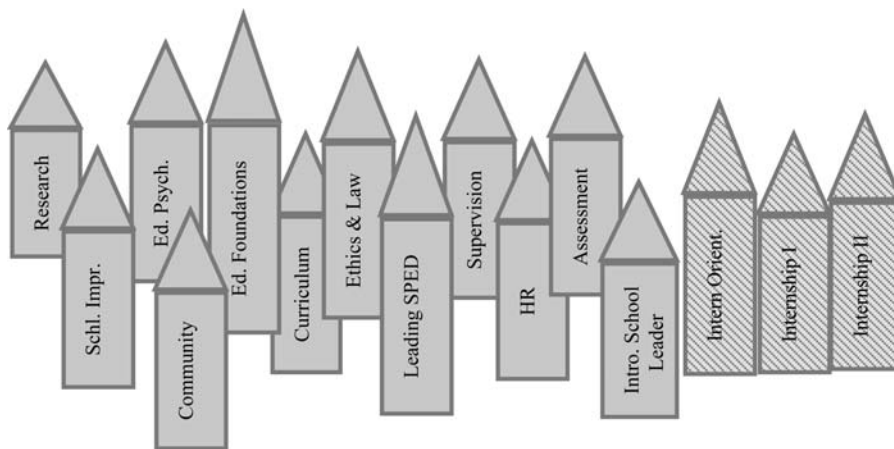 Research
Schl. Impr.
Ed. Psych.
Community
Ed. Foundations
Curriculum
Ethics & Law
Leading SPED
Supervision
HR
Assessment
Intro. School
Leader
Intern Orient.
Internship I
Internship II